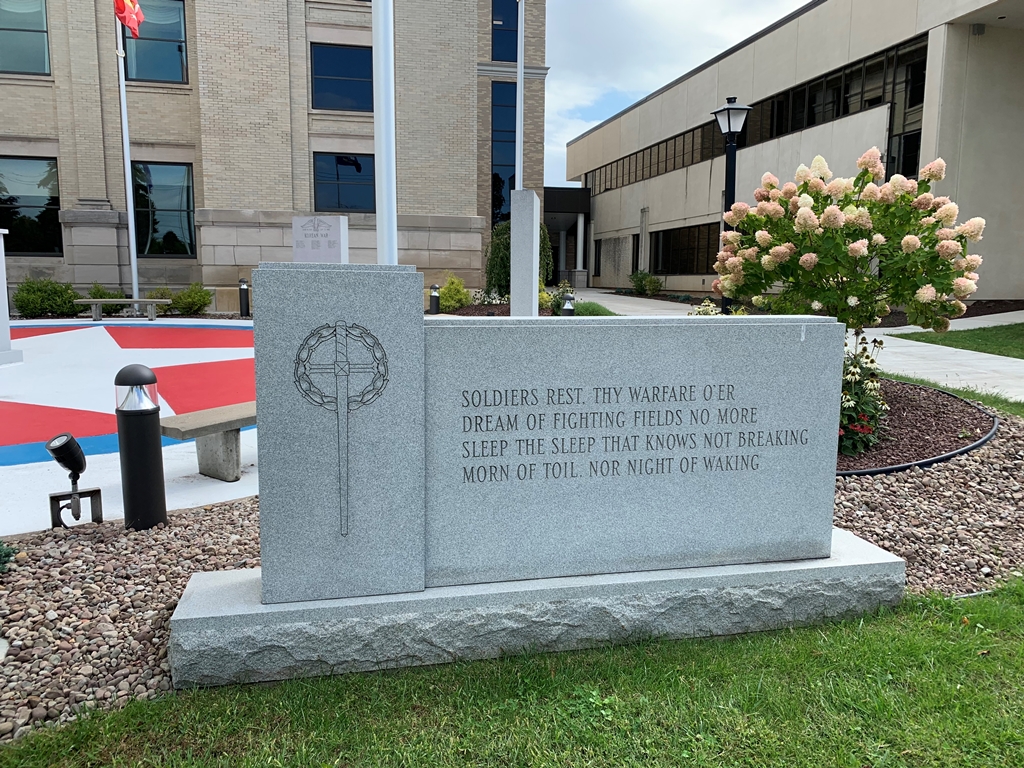 SOLDIERS REST, THY WARFARE O'ER
DREAM OF FIGHTING FIELDS NO MORE
SLEEP THE SLEEP THAT KNOWS NOT BREAKING
MORN OF TOIL, NOR NIGHT OF WAKING